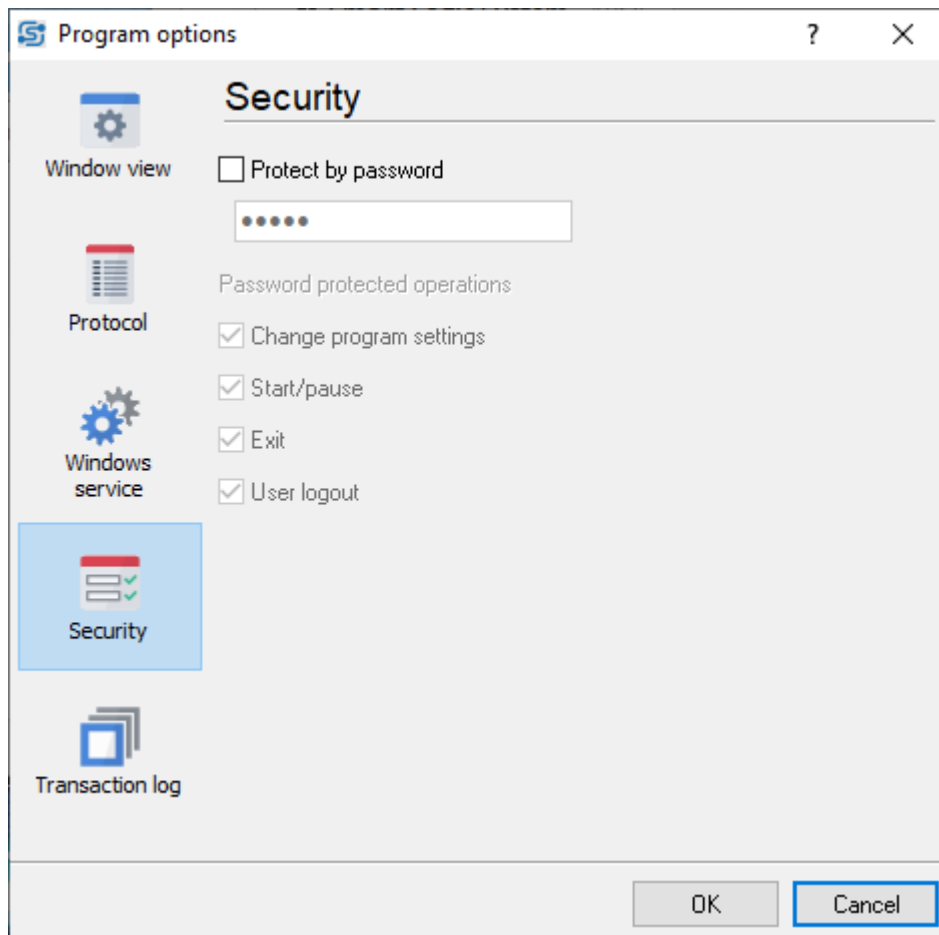 Program options
?
Security
Window view
Protect by password
•••••
Password protected operations
Protocol
Change program settings
Start/pause
Exit
Windows
service
User logout
Security
Transaction log
OK
Cancel